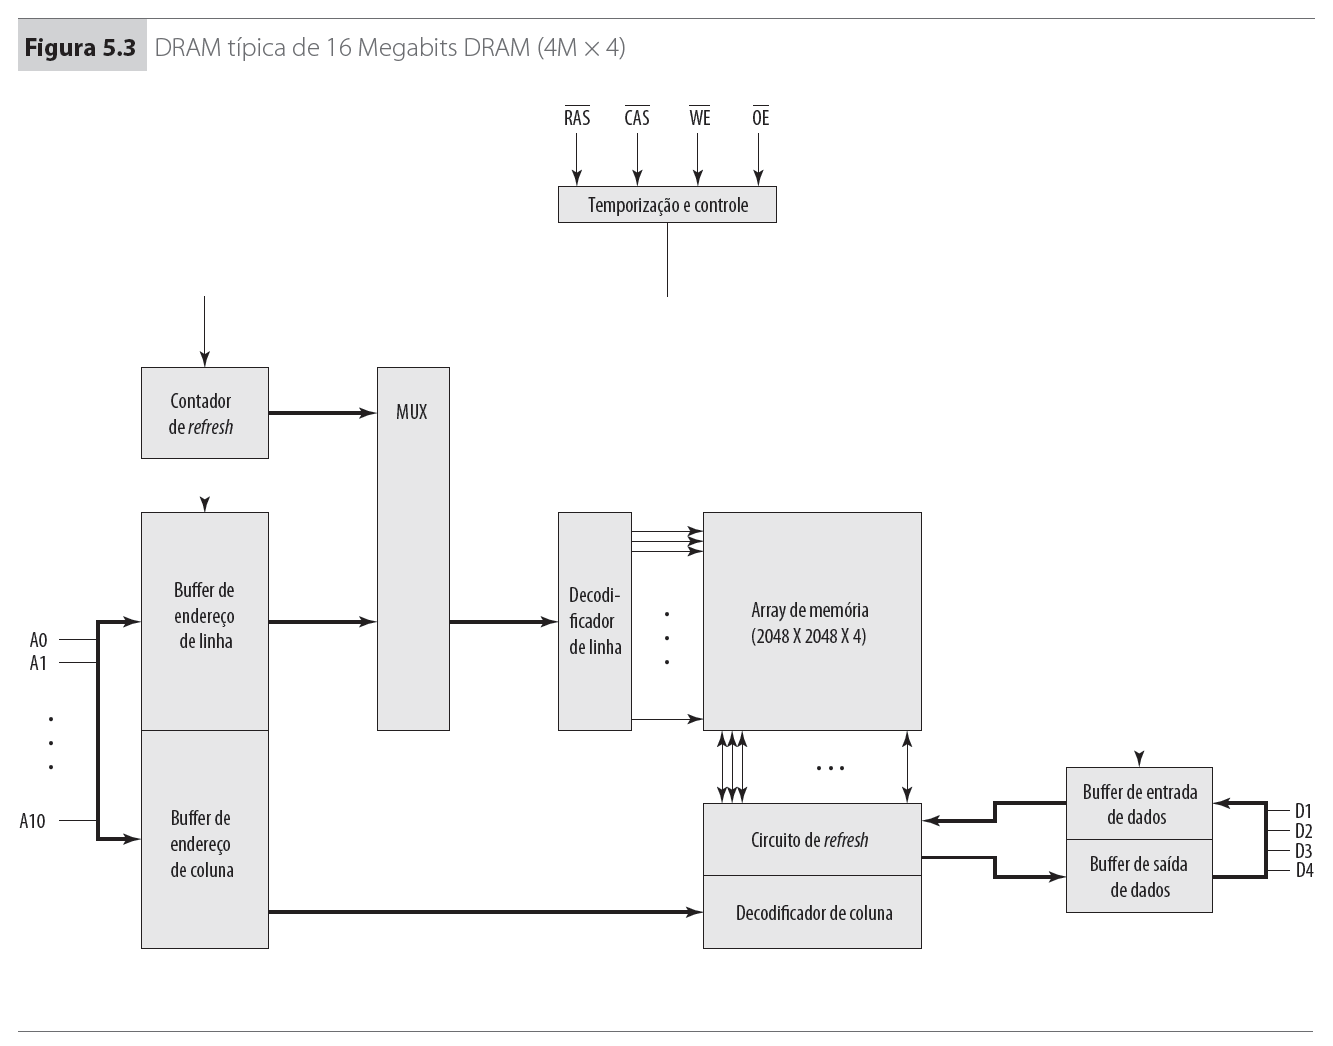 Figura 5.3 DRAM típica de 16 Megabits DRAM (4M × 4)
RAS CAS WE OE
Temporização e controle
Contador
de refresh
MUX
Buffer de
endereço
de linha
Decodi-
ficador
de linha
Array de memória
(2048 X 2048 X 4)
A0
A1
A10
Buffer de
endereço
de coluna
Circuito de refresh
Decodificador de coluna
Buffer de entrada
de dados
Buffer de saída
de dados
D1
D2
D3
D4